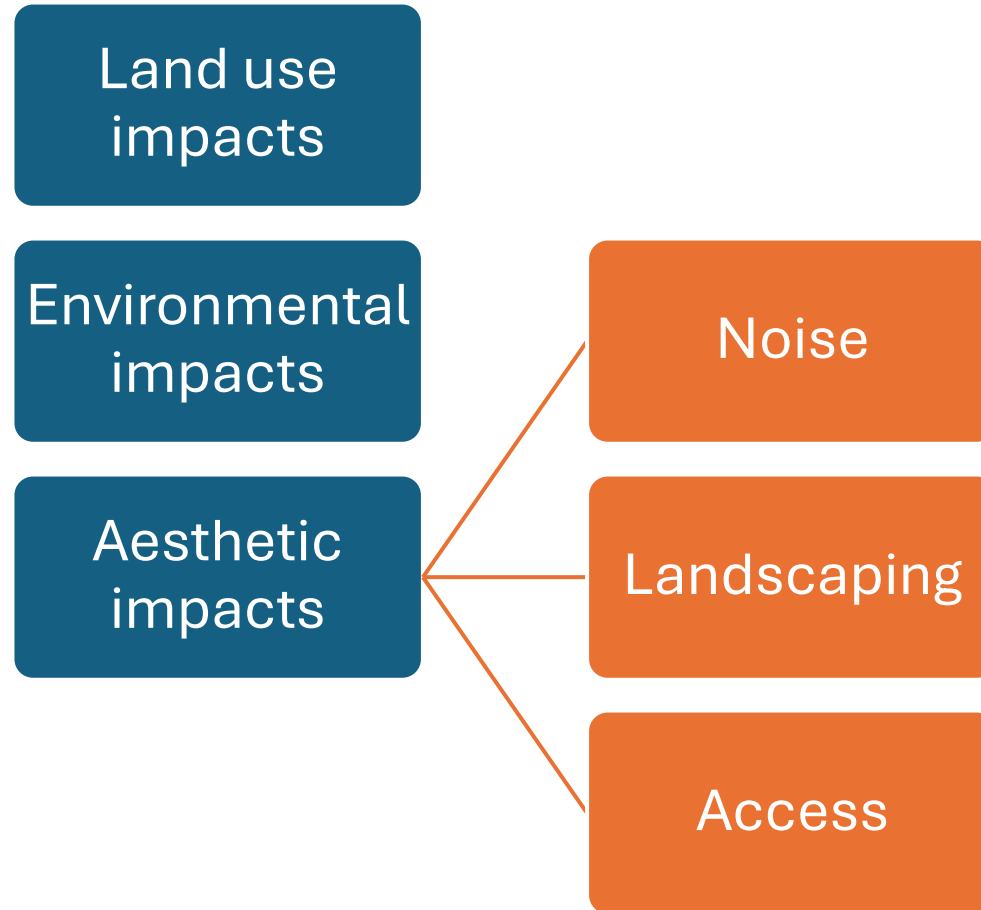 Land use
impacts
Environmental
impacts
Noise
Aesthetic
impacts
Landscaping
Access